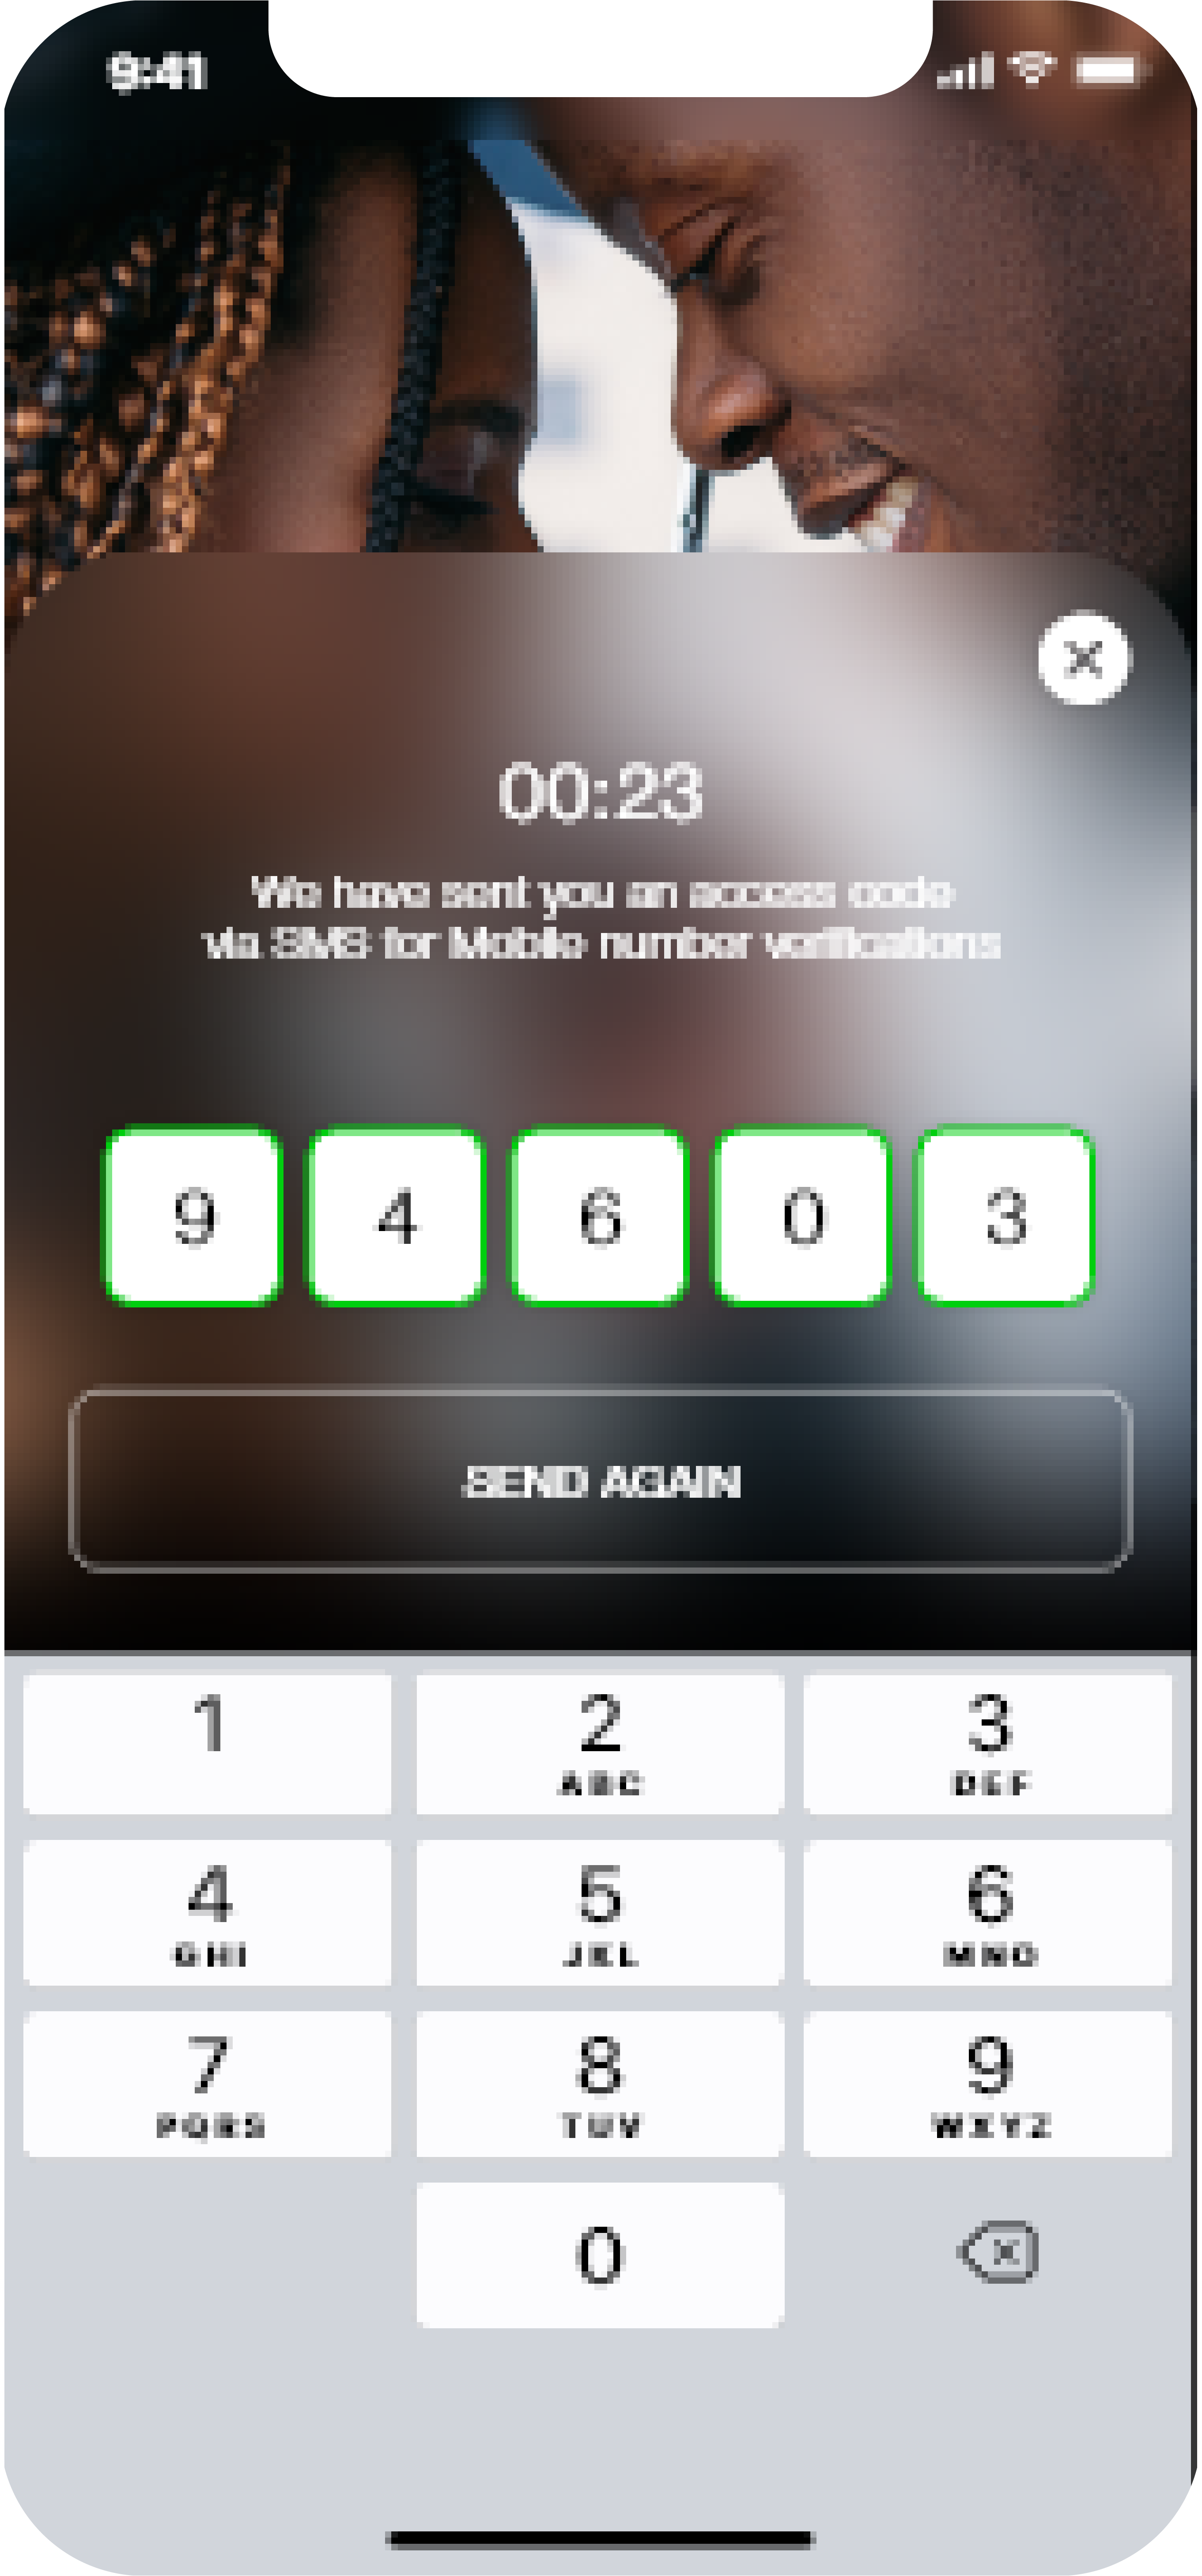 9:41
00:23
We have sent you an access code
via SMS for Mobile number verifications
9 4 6 0 3
SEND AGAIN
1 2 3
ABC DEF
4 5 6
GHI JKL MNO
7 8 9
PQRS TUV WXYZ
0